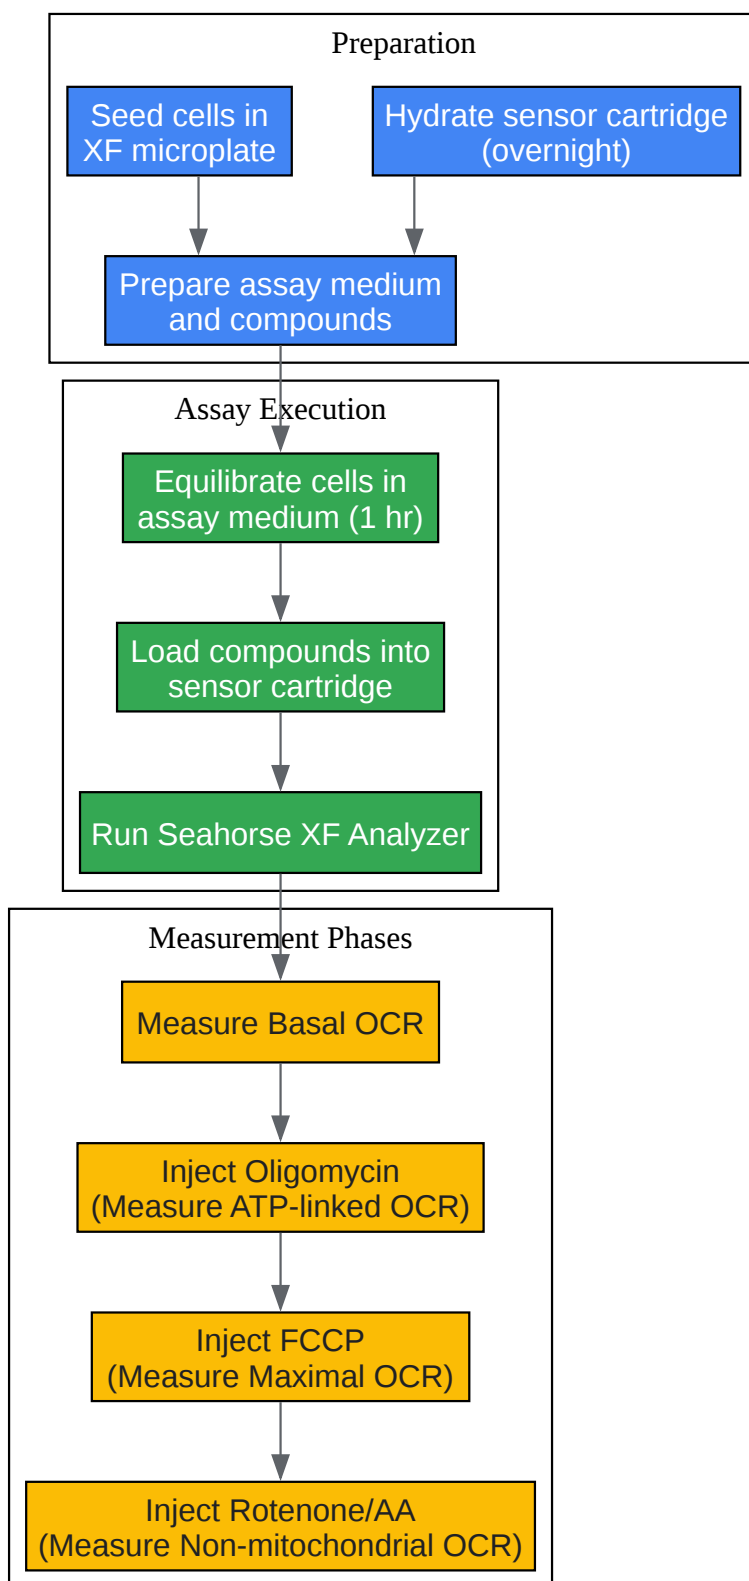 Preparation
Seed cells in
XF microplate
Hydrate sensor cartridge
(overnight)
Prepare assay medium
and compounds
Assay Execution
Equilibrate cells in
assay medium (1 hr)
Load compounds into
sensor cartridge
Run Seahorse XF Analyzer
Measurement Phases
Measure Basal OCR
Inject Oligomycin
(Measure ATP-linked OCR)
Inject FCCP
(Measure Maximal OCR)
Inject Rotenone/AA
(Measure Non-mitochondrial OCR)